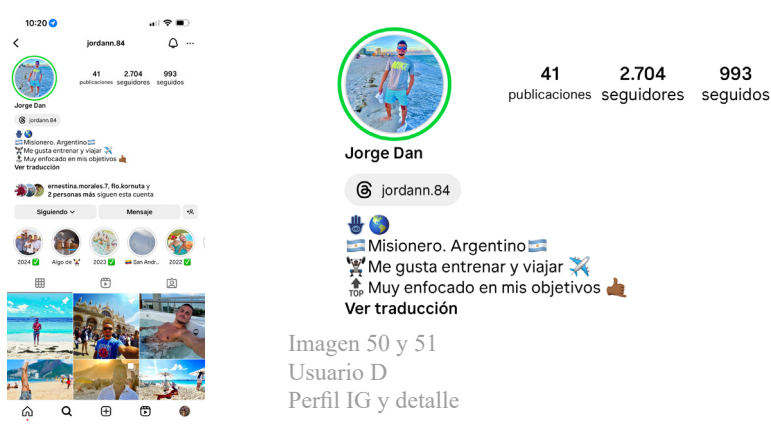 10:20
jordann.84
41
publicaciones
2.704
seguidores
993
seguidos
Jorge Dan
jordann.84
Misionero. Argentino
Me gusta entrenar y viajar
Muy enfocado en mis objetivos
Ver traducción
ernestina.morales.7, flo.kornuta y
2 personas más siguen esta cuenta
Siguiendo
Mensaje
2024
Algo de
2023
San Andr...
2022
41
publicaciones
2.704
seguidores
993
seguidos
Jorge Dan
jordann.84
Misionero. Argentino
Me gusta entrenar y viajar
TOP Muy enfocado en mis objetivos
Ver traducción
Imagen 50 y 51
Usuario D
Perfil IG y detalle